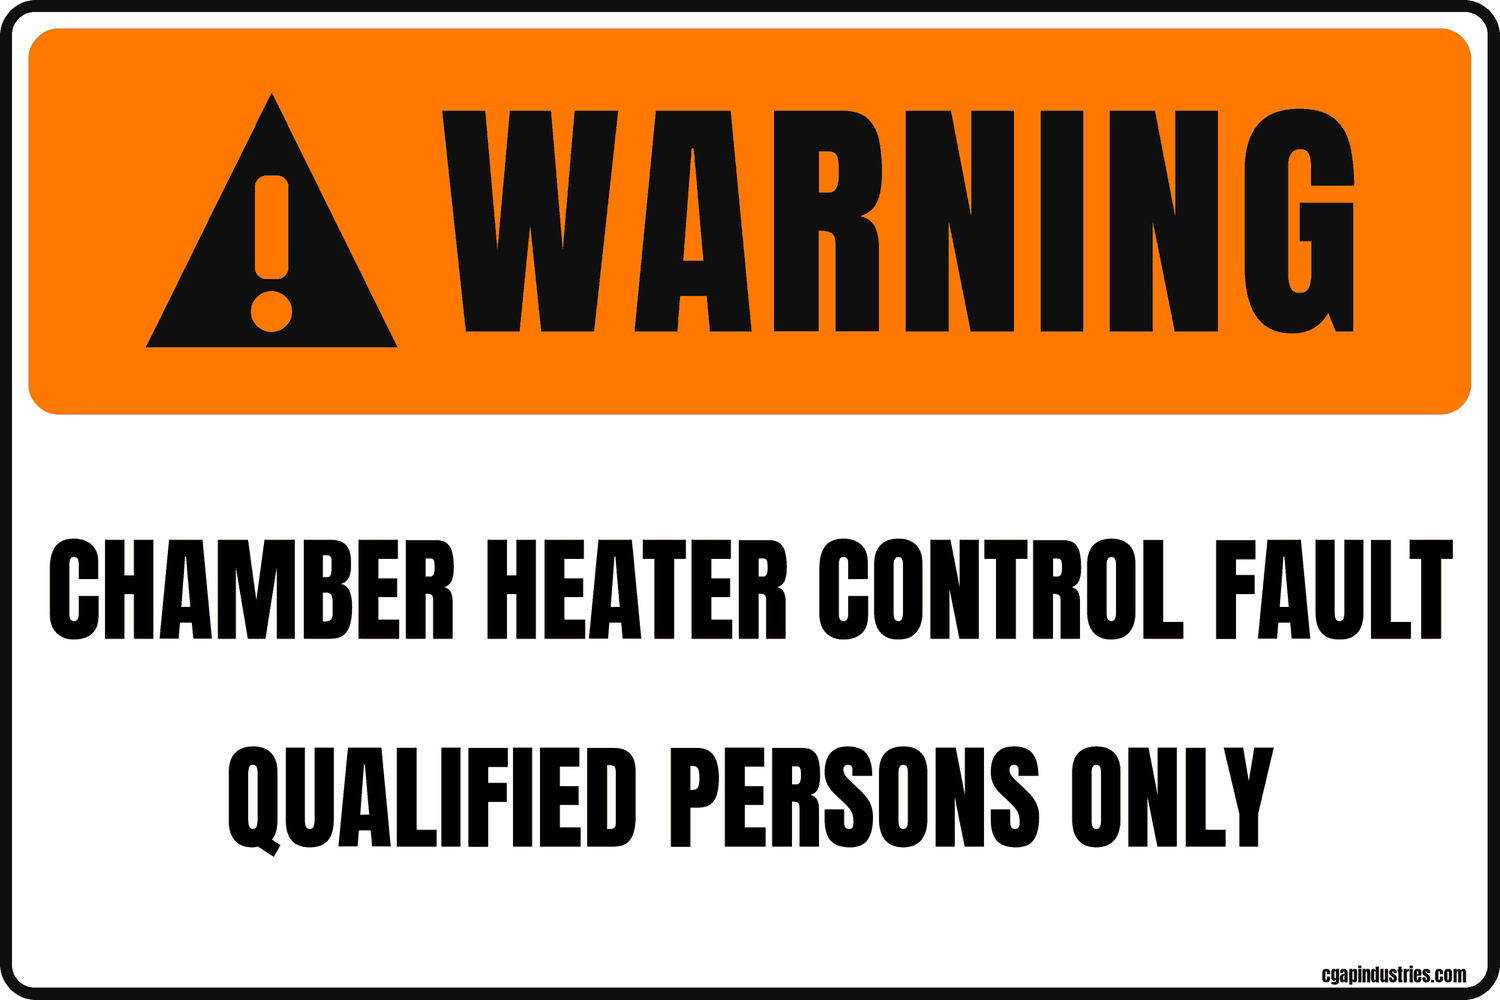 WARNING
CHAMBER HEATER CONTROL FAULT
QUALIFIED PERSONS ONLY
cgapindustries.com